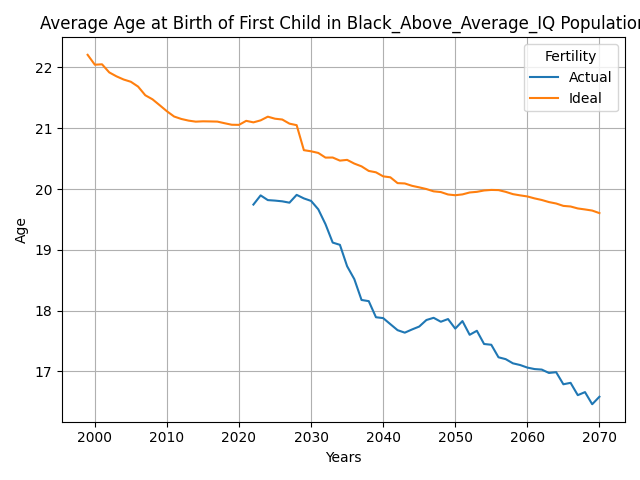 Average Age at Birth of First Child in Black_Above_Average_IQ Population
Fertility
Actual
Ideal
22
21
20
19
18
17
Age
2000 2010 2020 2030 2040 2050 2060 2070
Years